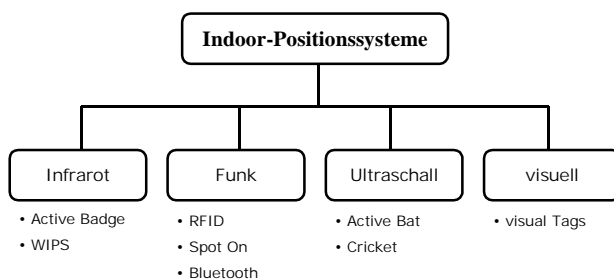 Indoor-Positionssysteme
Infrarot
• Active Badge
• WIPS
Funk
• RFID
• Spot On
• Bluetooth
Ultraschall
• Active Bat
• Cricket
visuell
• visual Tags